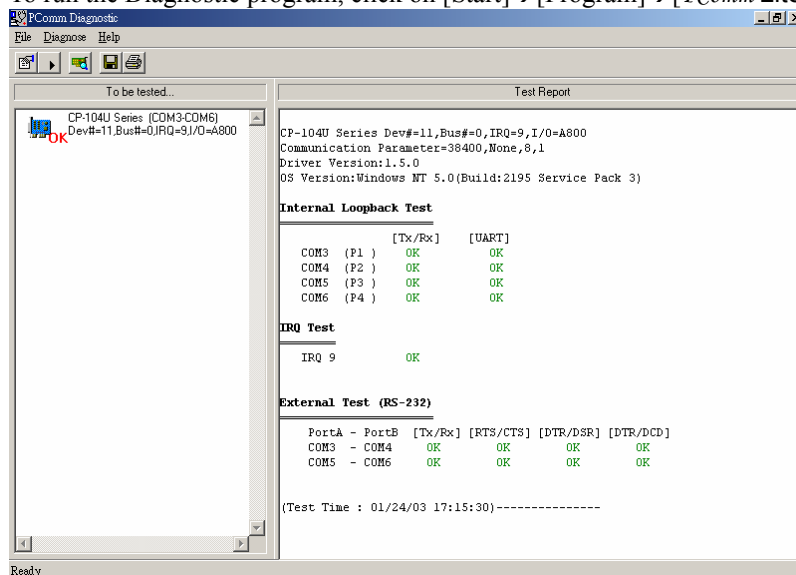 To run the Diagnostic program, click on [Start] → [Program] → [PComm Lite
PComm Diagnostic
File Diagnose Help
To be tested...
Test Report
CP-104U Series (COM3-COM6)
Dev#=11,Bus#=0,IRQ=9,I/O=A800
OK
CP-104U Series Dev#=11,Bus#=0,IRQ=9,I/O=A800
Communication Parameter=38400,None,8,1
Driver Version:1.5.0
OS Version:Windows NT 5.0(Build:2195 Service Pack 3)
Internal Loopback Test
[Tx/Rx] [UART]
COM3 (P1 ) OK OK
COM4 (P2 ) OK OK
COM5 (P3 ) OK OK
COM6 (P4 ) OK OK
IRQ Test
IRQ 9 OK
External Test (RS-232)
PortA - PortB [Tx/Rx] [RTS/CTS] [DTR/DSR] [DTR/DCD]
COM3 - COM4 OK OK OK OK
COM5 - COM6 OK OK OK OK
(Test Time : 01/24/03 17:15:30)---------------
Ready